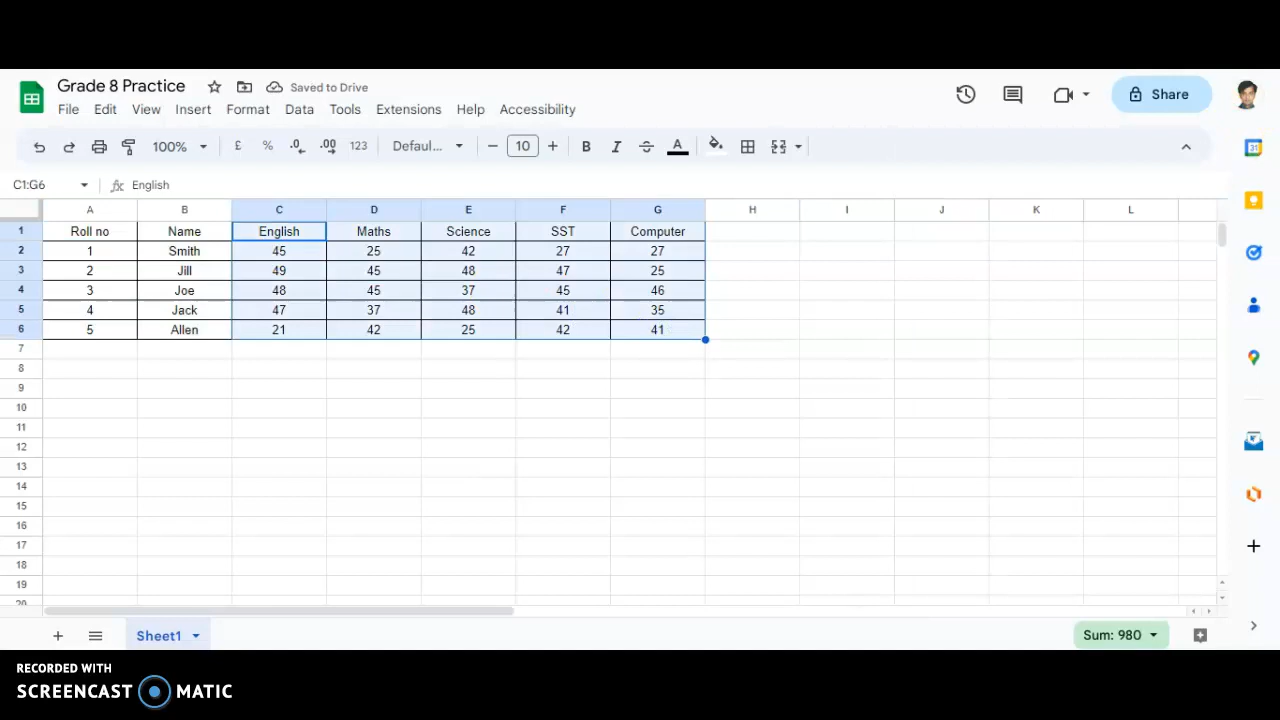 Grade 8 Practice Saved to Drive
File Edit View Insert Format Data Tools Extensions Help Accessibility
Share
100% £ % .0 .00 123 Defaul... 10 B I A
C1:G6 fx English
A B C D E F G H I J K L
1 Roll no Name English Maths Science SST Computer
2 1 Smith 45 25 42 27 27
3 2 Jill 49 45 48 47 25
4 3 Joe 48 45 37 45 46
5 4 Jack 47 37 48 41 35
6 5 Allen 21 42 25 42 41
7
8
9
10
11
12
13
14
15
16
17
18
19
20
Sheet1 Sum: 980
RECORDED WITH
SCREENCAST MATIC